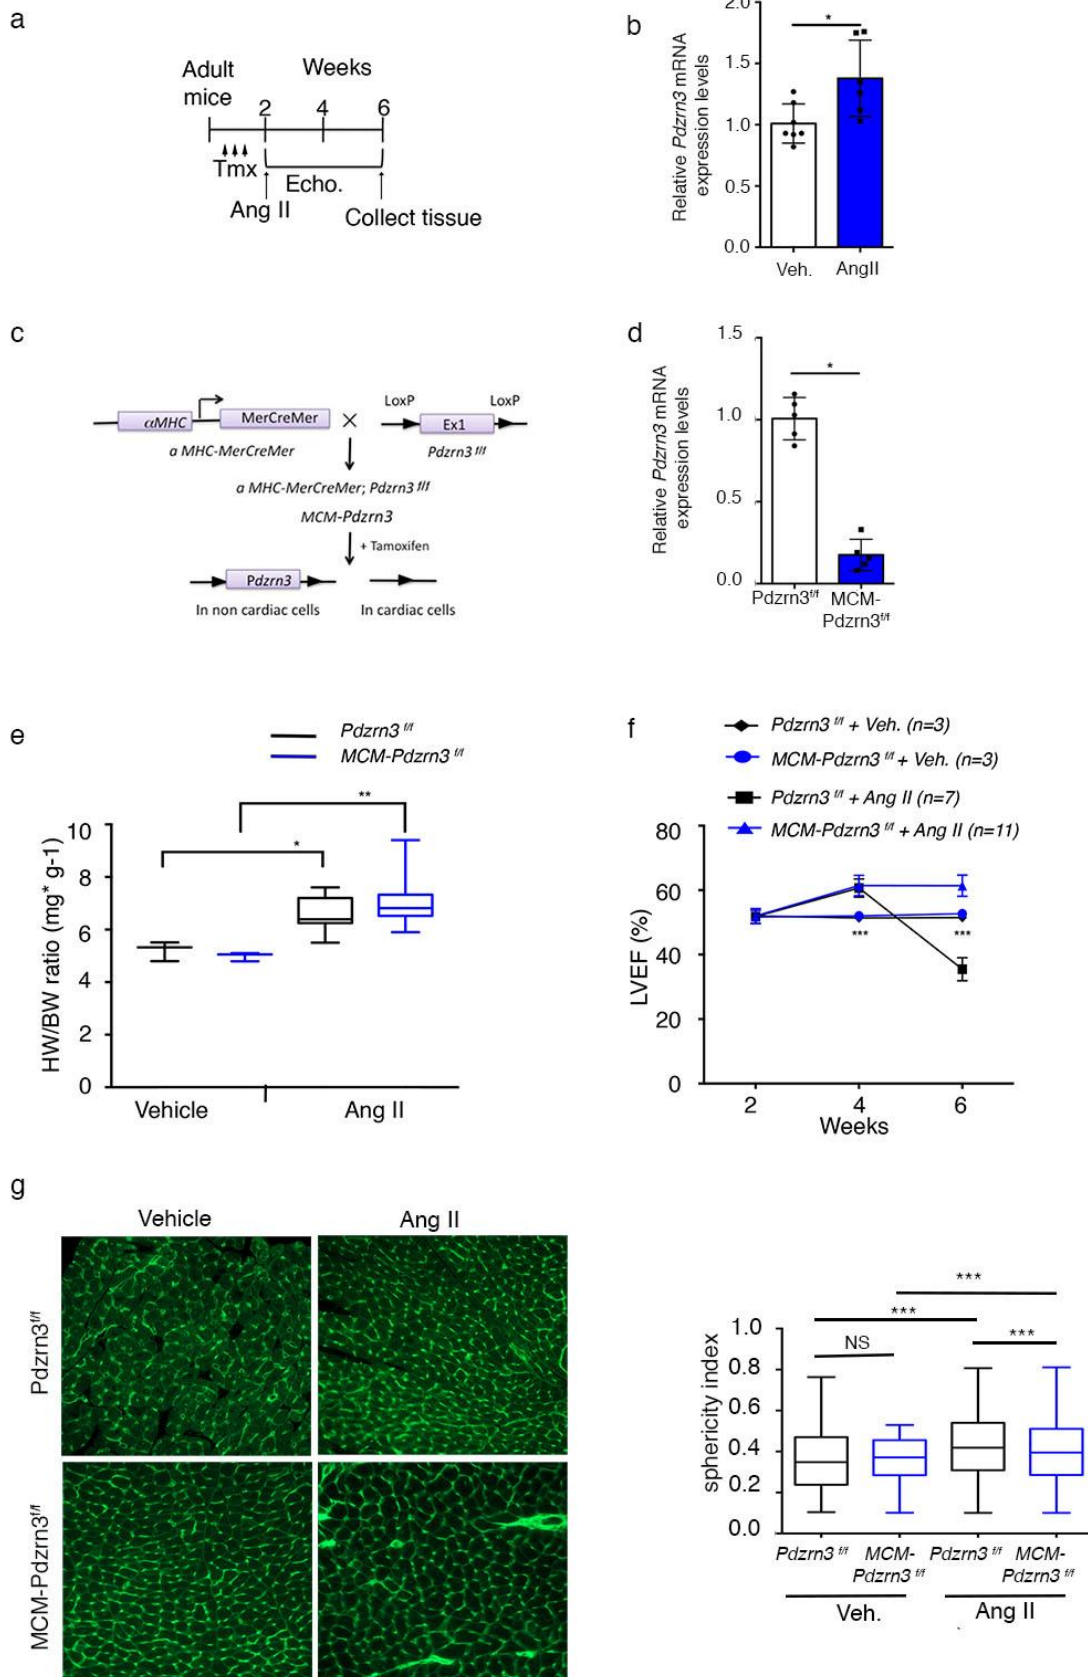 a
Adult mice
Weeks
2 4 6
Tmx
Echo.
Ang II
Collect tissue
b
Relative Pdzrn3 mRNA
expression levels
2.0
1.5
1.0
0.5
0.0
*
Veh. AngII
c
αMHC
MerCreMer
LoxP LoxP
Ex1
α MHC-MerCreMer
Pdzrn3 f/f
α MHC-MerCreMer; Pdzrn3 f/f
MCM-Pdzrn3
+ Tamoxifen
Pdzrn3
In non cardiac cells
In cardiac cells
d
Relative Pdzrn3 mRNA
expression levels
1.5
1.0
0.5
0.0
*
Pdzrn3f/f
MCM-
Pdzrn3f/f
e
Pdzrn3 f/f
MCM-Pdzrn3 f/f
HW/BW ratio (mg* g-1)
10
8
6
4
2
0
*
**
Vehicle
Ang II
f
Pdzrn3 f/f + Veh. (n=3)
MCM-Pdzrn3 f/f + Veh. (n=3)
Pdzrn3 f/f + Ang II (n=7)
MCM-Pdzrn3 f/f + Ang II (n=11)
LVEF (%)
80
60
40
20
0
*** ***
2 4 6
Weeks
g
Vehicle
Ang II
Pdzrn3f/f
MCM-Pdzrn3f/f
sphericity index
1.0
0.8
0.6
0.4
0.2
0.0
***
***
NS
***
Pdzrn3 f/f
MCM-
Pdzrn3 f/f
Pdzrn3 f/f
MCM-
Pdzrn3 f/f
Veh.
Ang II